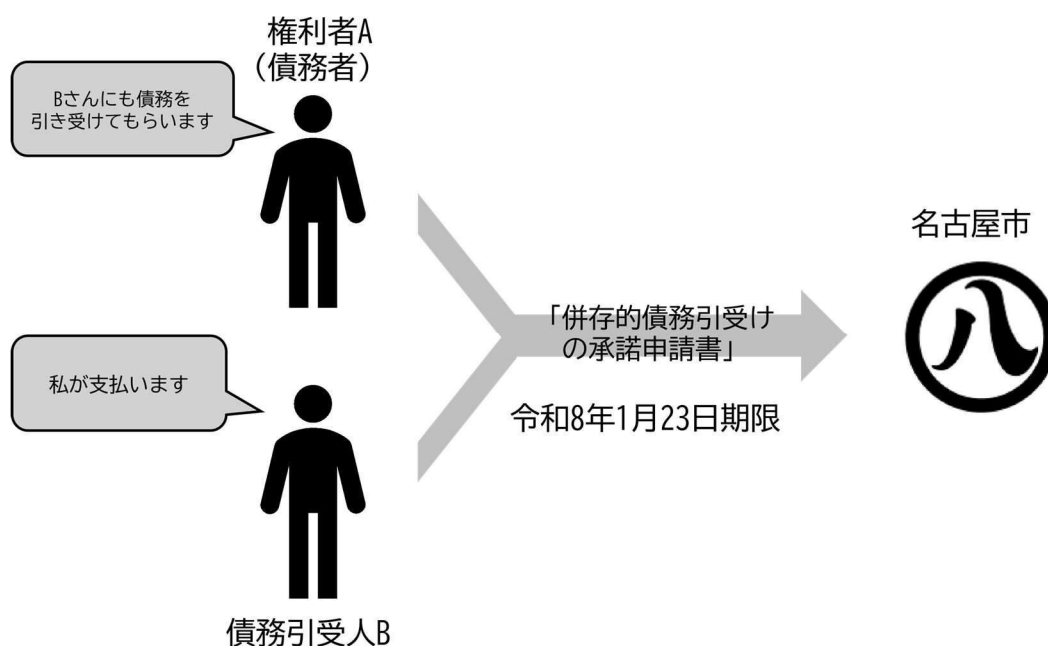 権利者A
（債務者）
Bさんにも債務を
引き受けてもらいます
名古屋市
八
「併存的債務引受け
の承諾申請書」
私が支払います
令和8年1月23日期限
債務引受人B